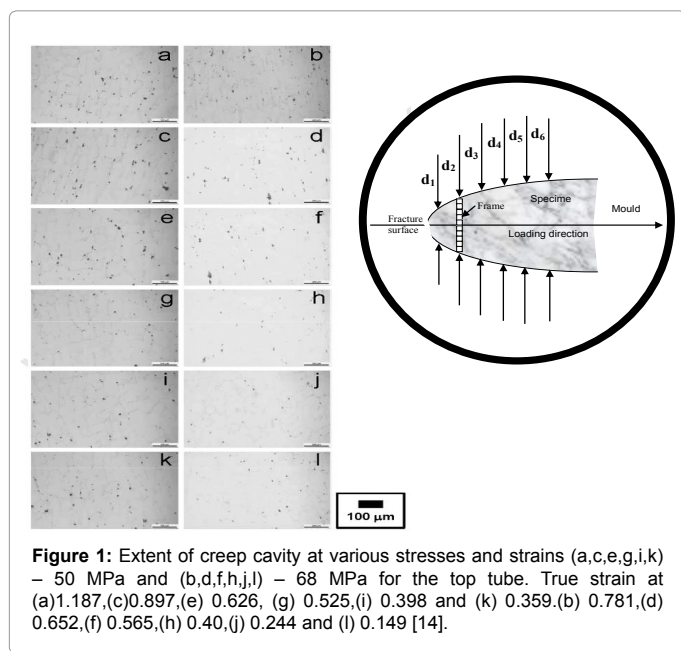 a
b
c
d
e
f
g
h
i
j
k
l
100 µm
d1
d2
d3
d4
d5
d6
Specime
Frame
Mould
Fracture
surface
Loading direction
Figure 1: Extent of creep cavity at various stresses and strains (a,c,e,g,i,k)
– 50 MPa and (b,d,f,h,j,l) – 68 MPa for the top tube. True strain at
(a)1.187,(c)0.897,(e) 0.626, (g) 0.525,(i) 0.398 and (k) 0.359.(b) 0.781,(d)
0.652,(f) 0.565,(h) 0.40,(j) 0.244 and (l) 0.149 [14].